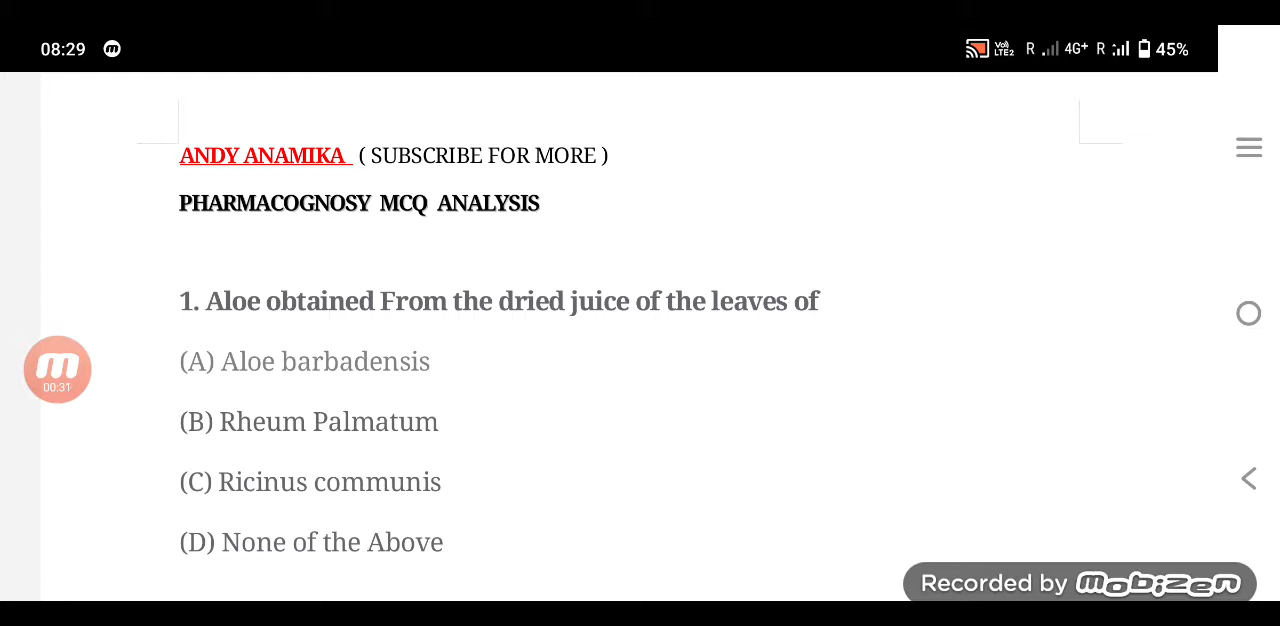 08:29 m Vo) LTE2 R 4G+ R 45%
ANDY ANAMIKA ( SUBSCRIBE FOR MORE )
PHARMACOGNOSY MCQ ANALYSIS
1. Aloe obtained From the dried juice of the leaves of
(A) Aloe barbadensis
m
00:31
(B) Rheum Palmatum
(C) Ricinus communis
(D) None of the Above
Recorded by mobizen